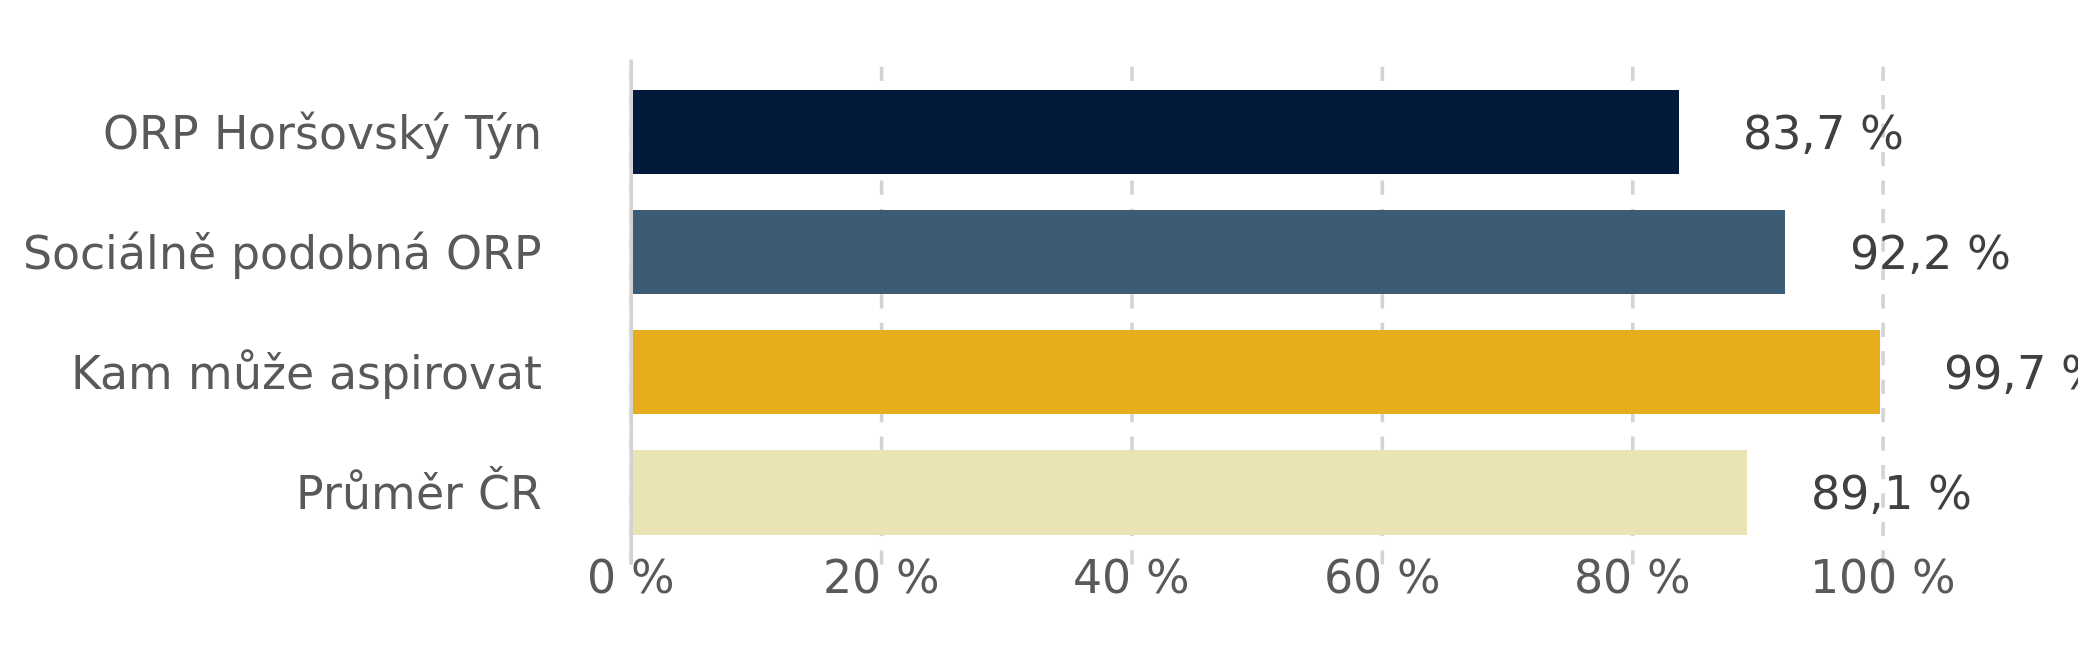 ORP Horšovský Týn 83,7 %
Sociálně podobná ORP 92,2 %
Kam může aspirovat 99,7 %
Průměr ČR 89,1 %
0 % 20 % 40 % 60 % 80 % 100 %